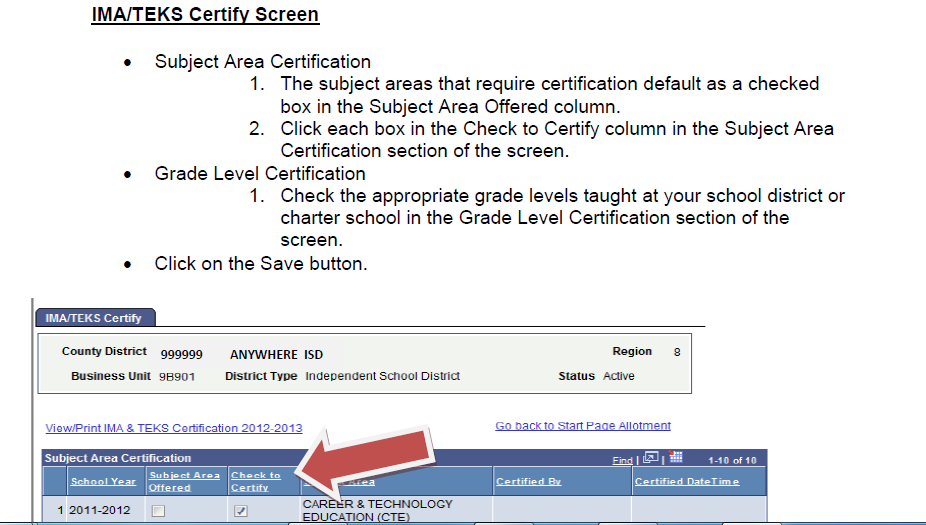 IMA/TEKS Certify Screen
• Subject Area Certification
1. The subject areas that require certification default as a checked
box in the Subject Area Offered column.
2. Click each box in the Check to Certify column in the Subject Area
Certification section of the screen.
• Grade Level Certification
1. Check the appropriate grade levels taught at your school district or
charter school in the Grade Level Certification section of the
screen.
• Click on the Save button.
IMA/TEKS Certify
County District 999999 ANYWHERE ISD Region 8
Business Unit 9B901 District Type Independent School District Status Active
View/Print IMA & TEKS Certification 2012-2013 Go back to Start Page Allotment
Subject Area Certification Find | | 1-10 of 10
School Year Subject Area Offered Check to Certify Area Certified By Certified DateTime
1 2011-2012 CAREER & TECHNOLOGY
EDUCATION (CTE)